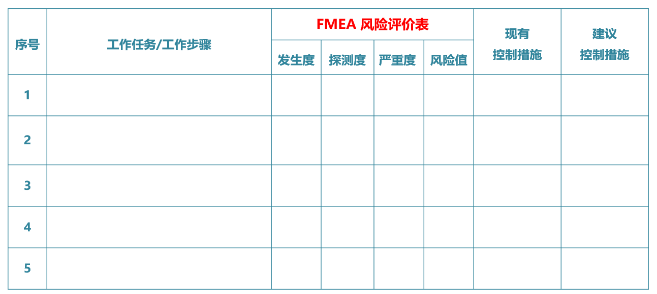 序号
工作任务/工作步骤
FMEA 风险评价表
现有
控制措施
建议
控制措施
发生度
探测度
严重度
风险值
1
2
3
4
5